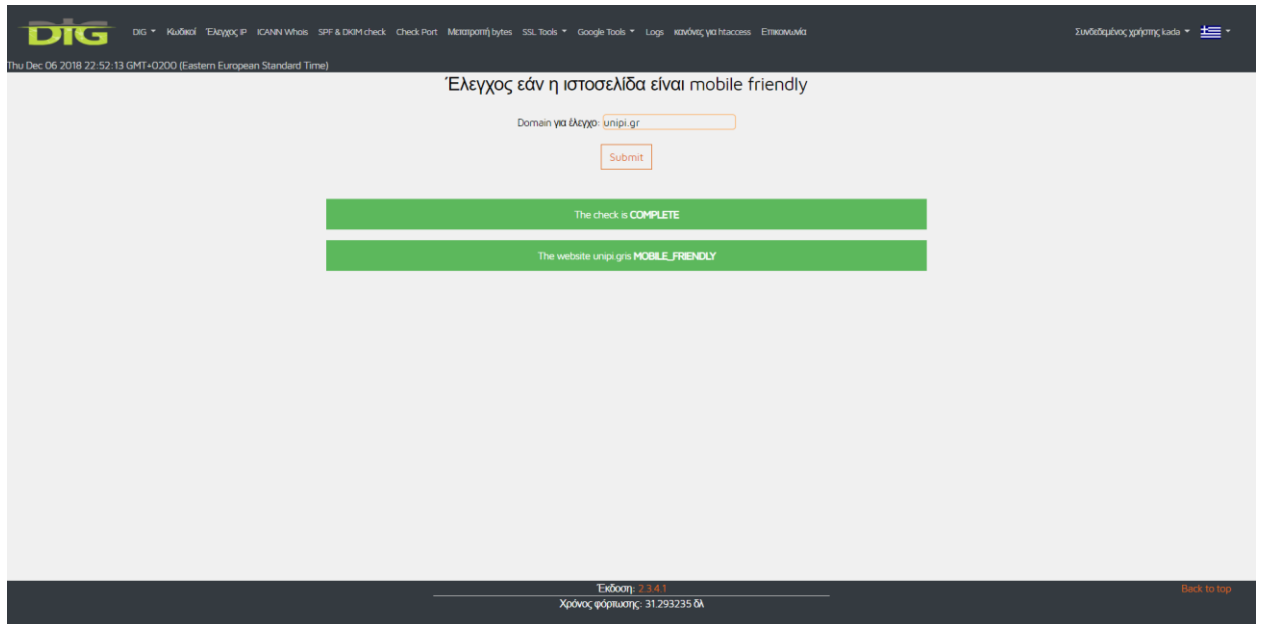 DIG
DIG Κωδικοί Έλεγχος IP ICANN Whois SPF & DKIM check Check Port Μετατροπή bytes SSL Tools Google Tools Logs κανόνες για htaccess Επικοινωνία Συνδεδεμένος χρήστης kada
Thu Dec 06 2018 22:52:13 GMT+0200 (Eastern European Standard Time)
Έλεγχος εάν η ιστοσελίδα είναι mobile friendly
Domain για έλεγχο: unipi.gr
Submit
The check is COMPLETE
The website unipi.gris MOBILE_FRIENDLY
Έκδοση: 2.3.4.1 Back to top
Χρόνος φόρτωσης: 31.293235 δλ